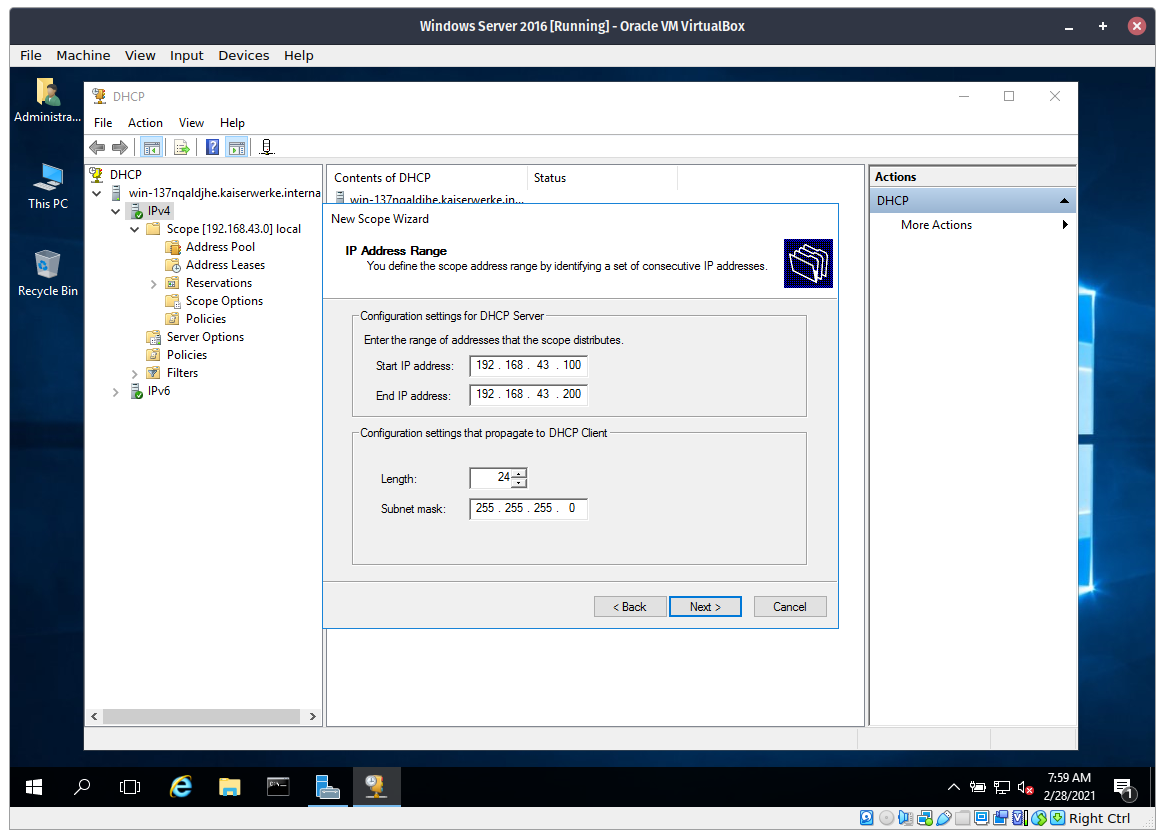 Windows Server 2016 [Running] - Oracle VM VirtualBox
File Machine View Input Devices Help
Administra...
This PC
Recycle Bin
DHCP
File Action View Help
DHCP
win-137nqaldjhe.kaiserwerke.interna
IPv4
Scope [192.168.43.0] local
Address Pool
Address Leases
Reservations
Scope Options
Policies
Server Options
Policies
Filters
IPv6
Contents of DHCP Status
win-137nqaldjhe.kaiserwerke.in...
Actions
DHCP
More Actions
New Scope Wizard
IP Address Range
You define the scope address range by identifying a set of consecutive IP addresses.
Configuration settings for DHCP Server
Enter the range of addresses that the scope distributes.
Start IP address: 192 . 168 . 43 . 100
End IP address: 192 . 168 . 43 . 200
Configuration settings that propagate to DHCP Client
Length: 24
Subnet mask: 255 . 255 . 255 . 0
< Back Next > Cancel
7:59 AM
2/28/2021
1
Right Ctrl